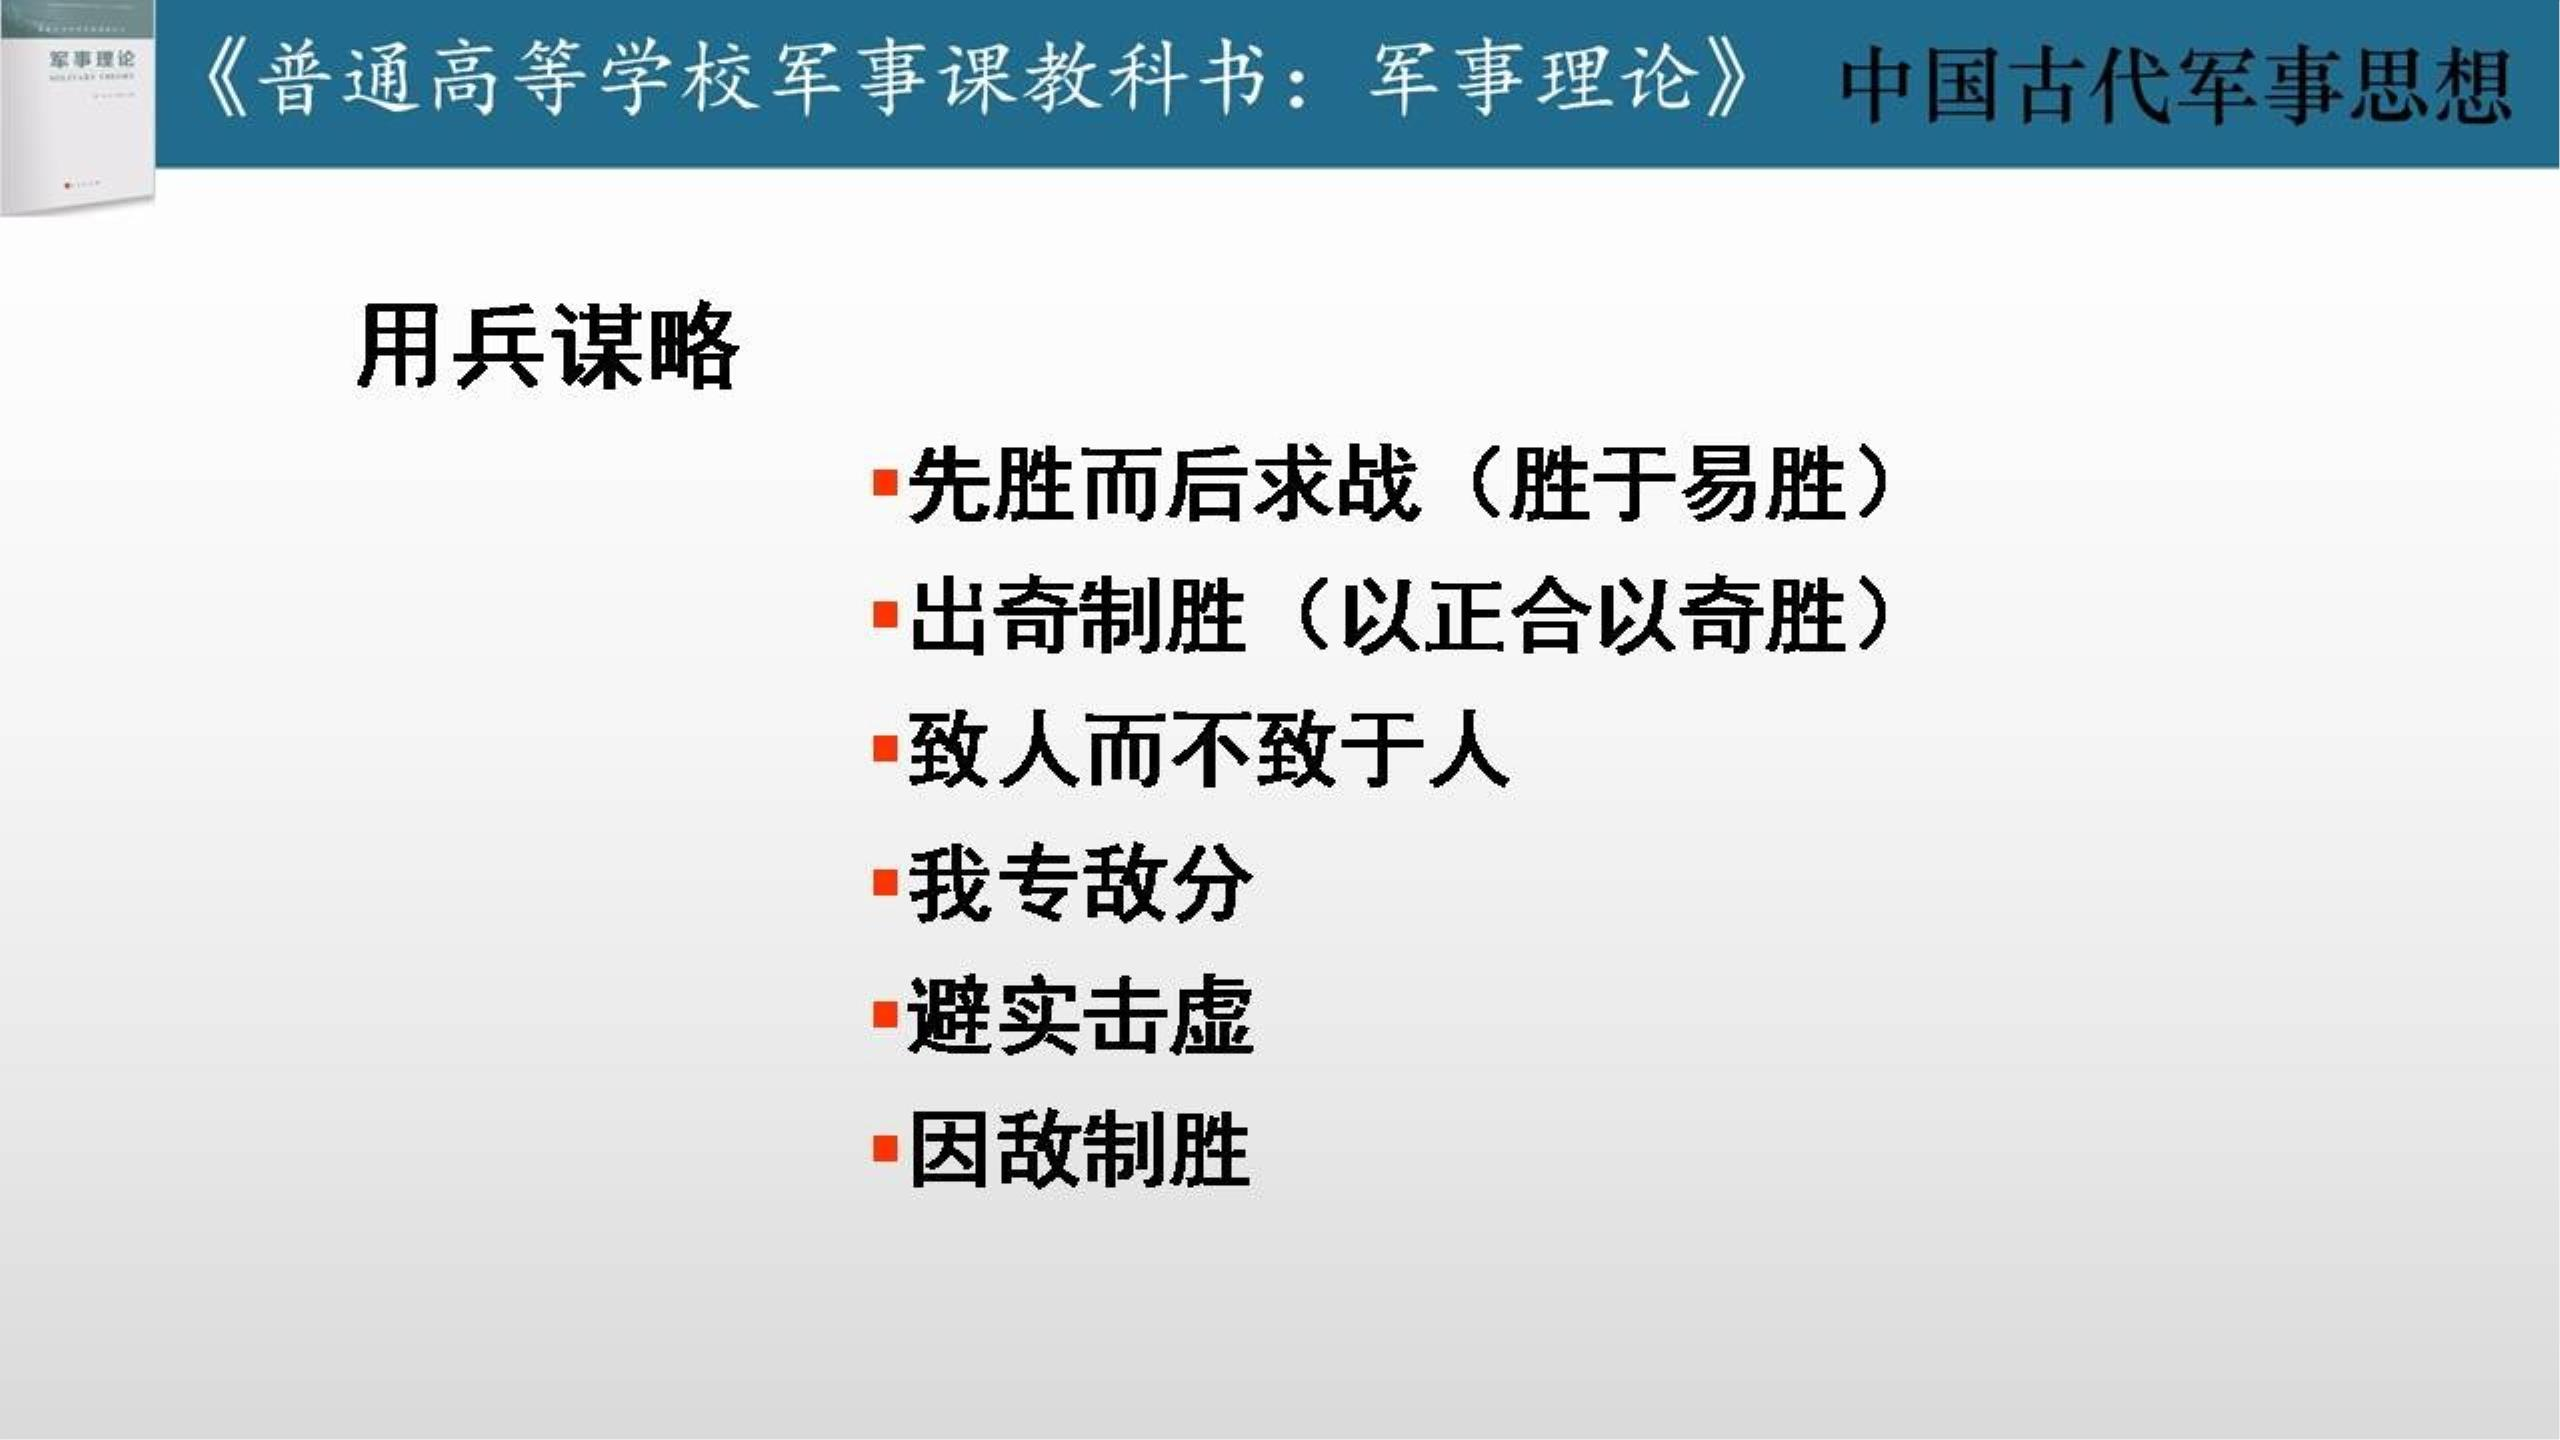 军事理论
MILITARY THEORY
《普通高等学校军事课教科书：军事理论》 中国古代军事思想
用兵谋略
▪先胜而后求战（胜于易胜）
▪出奇制胜（以正合以奇胜）
▪致人而不致于人
▪我专敌分
▪避实击虚
▪因敌制胜